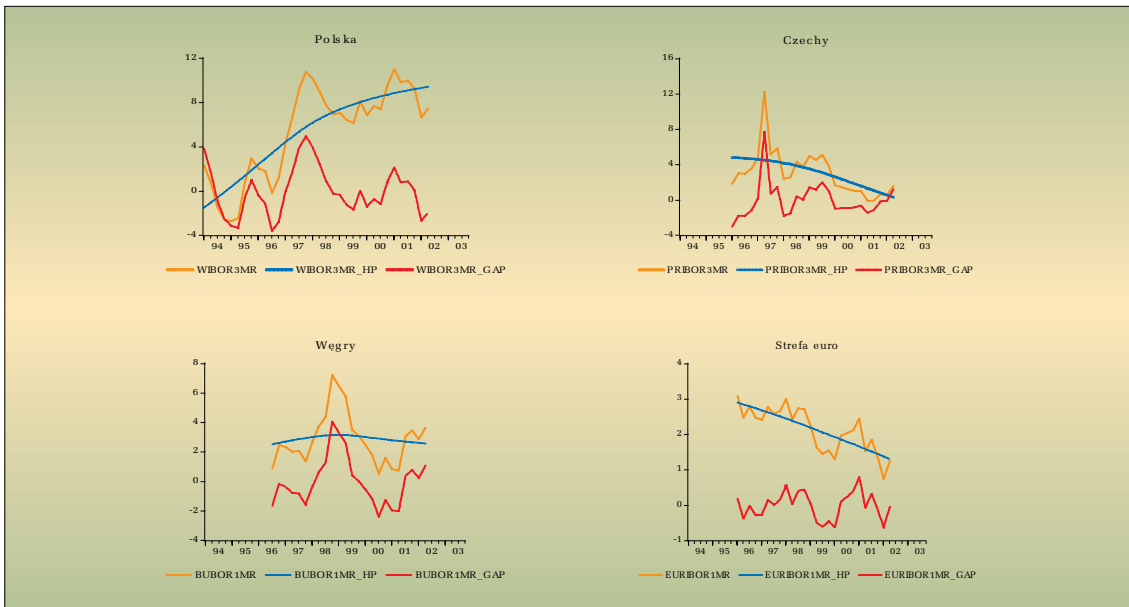 Polska
12
8
4
0
-4
94 95 96 97 98 99 00 01 02 03
WIBOR3MR WIBOR3MR_HP WIBOR3MR_GAP
Czechy
16
12
8
4
0
-4
94 95 96 97 98 99 00 01 02 03
PRIBOR3MR PRIBOR3MR_HP PRIBOR3MR_GAP
Węgry
8
6
4
2
0
-2
-4
94 95 96 97 98 99 00 01 02 03
BUBOR1MR BUBOR1MR_HP BUBOR1MR_GAP
Strefa euro
4
3
2
1
0
-1
94 95 96 97 98 99 00 01 02 03
EURIBOR1MR EURIBOR1MR_HP EURIBOR1MR_GAP